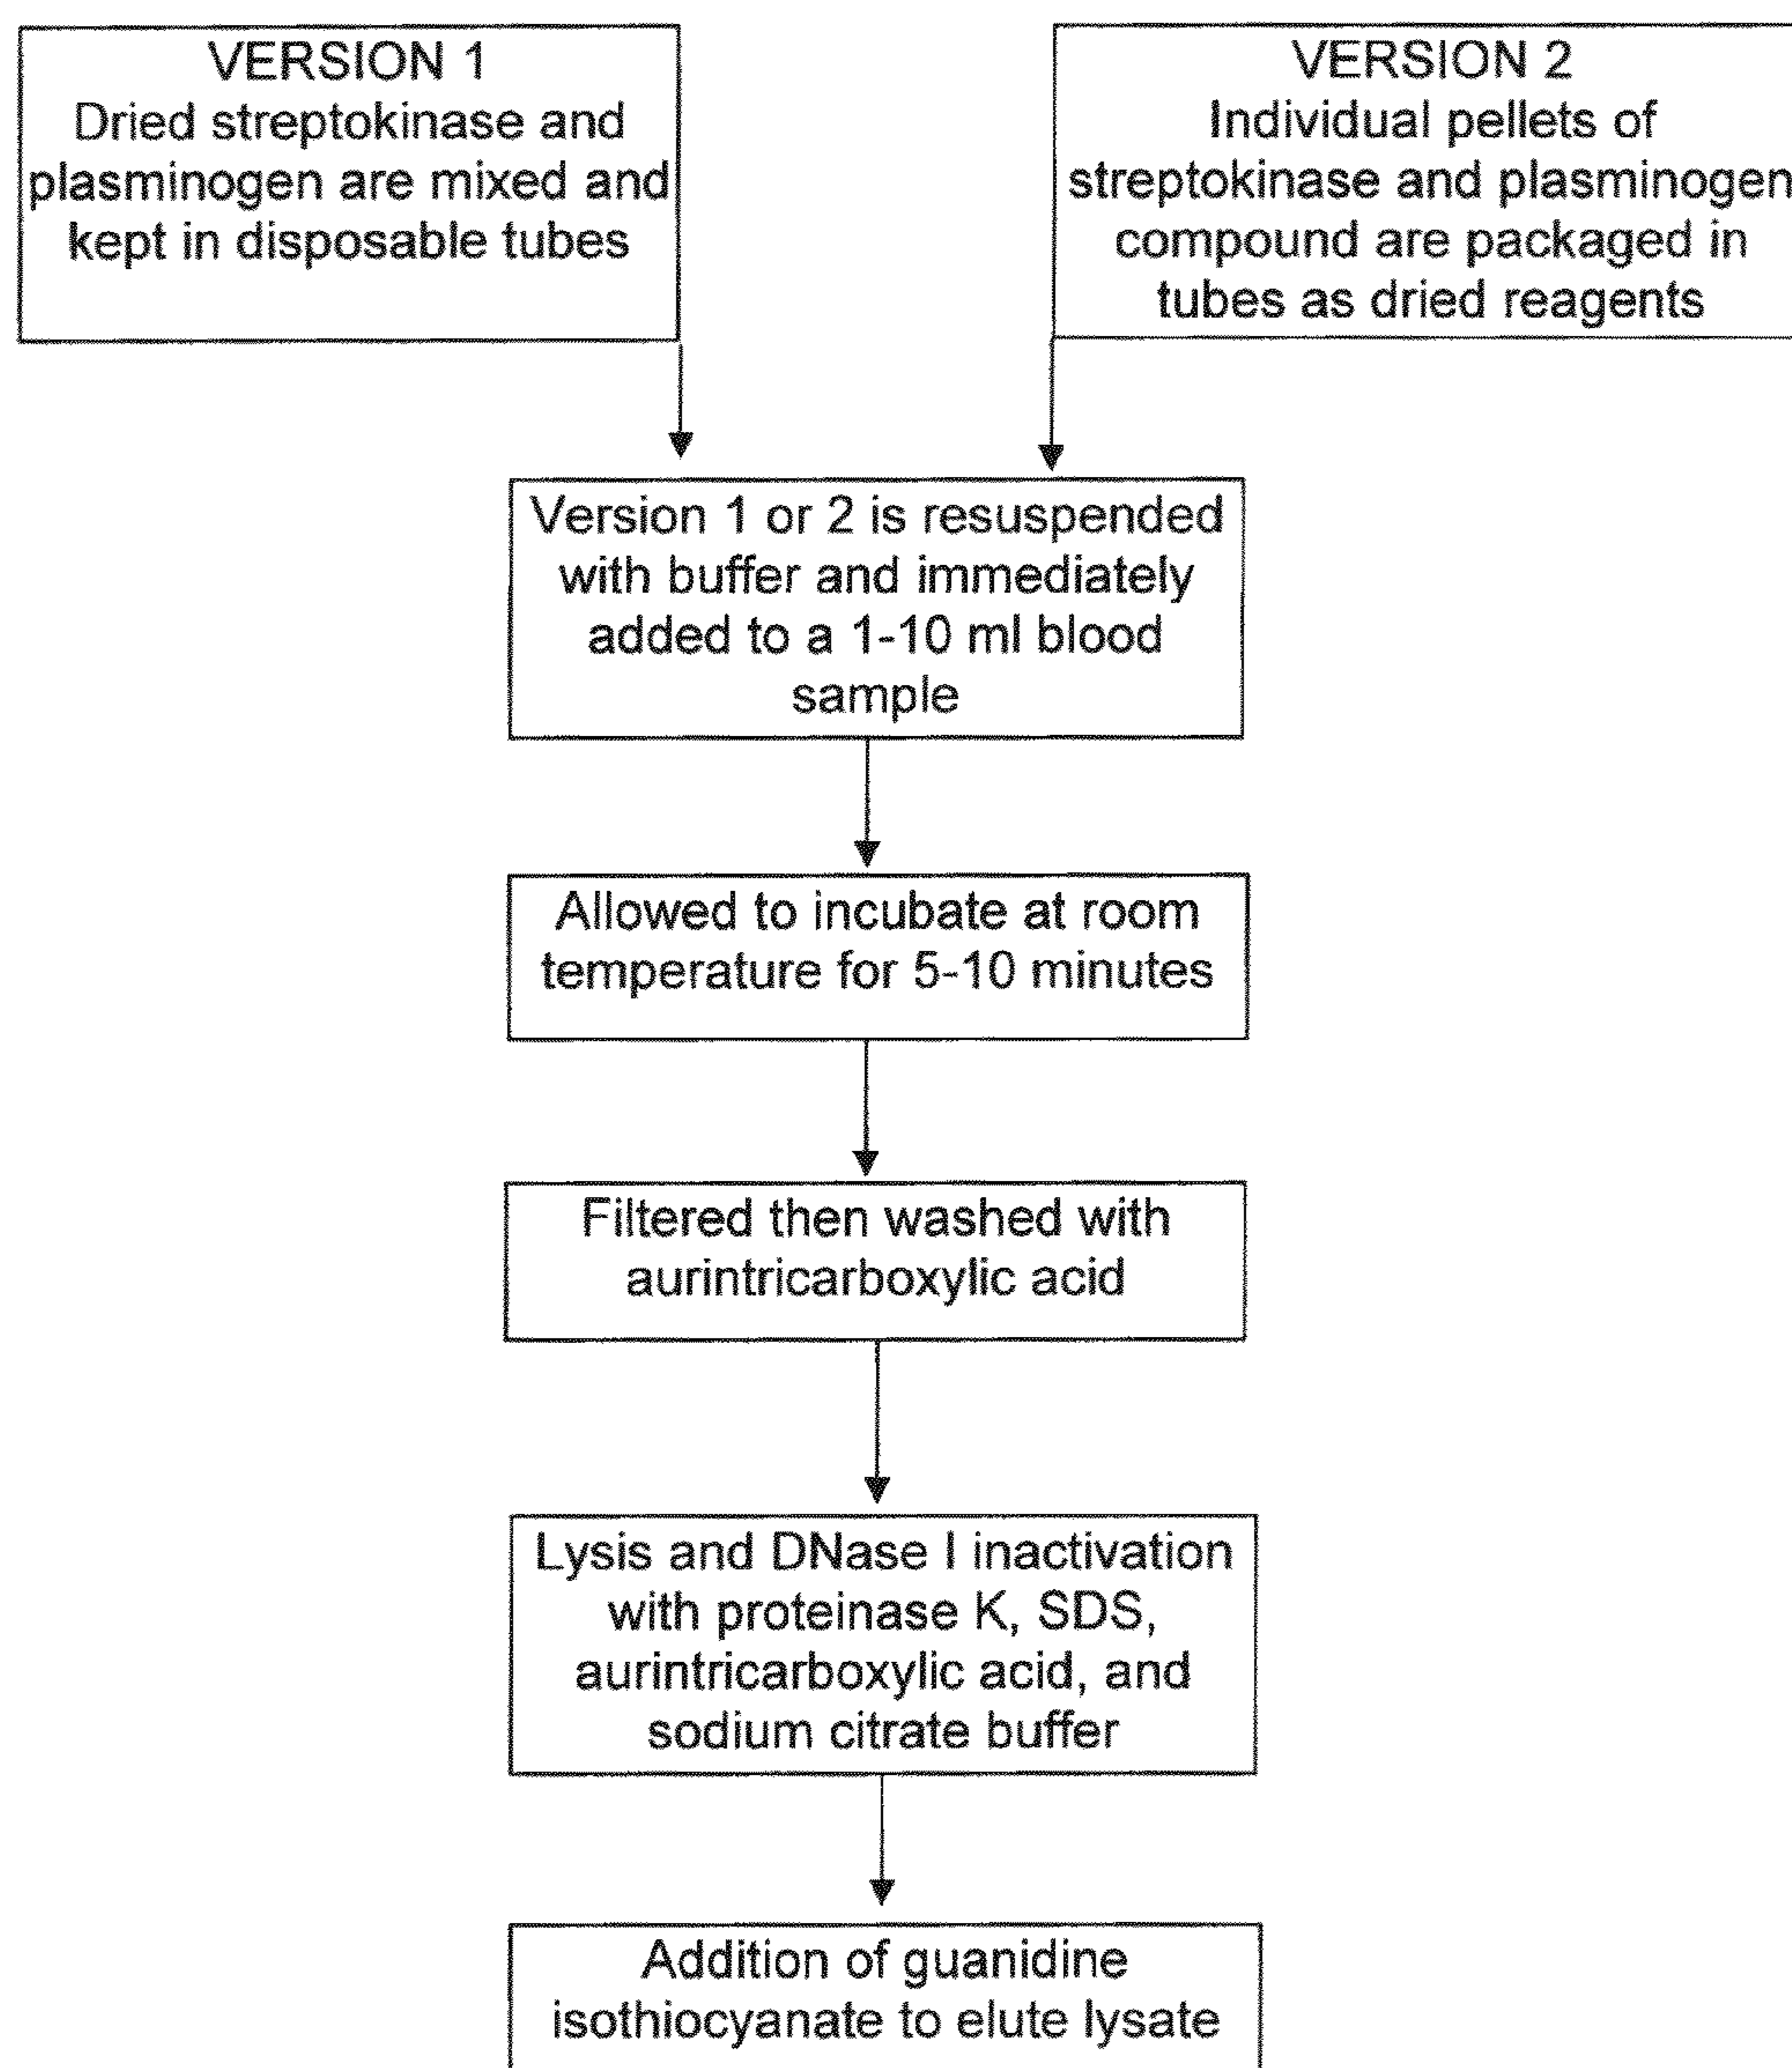 VERSION 1
Dried streptokinase and
plasminogen are mixed and
kept in disposable tubes
VERSION 2
Individual pellets of
streptokinase and plasminogen
compound are packaged in
tubes as dried reagents
Version 1 or 2 is resuspended
with buffer and immediately
added to a 1-10 ml blood
sample
Allowed to incubate at room
temperature for 5-10 minutes
Filtered then washed with
aurintricarboxylic acid
Lysis and DNase I inactivation
with proteinase K, SDS,
aurintricarboxylic acid, and
sodium citrate buffer
Addition of guanidine
isothiocyanate to elute lysate